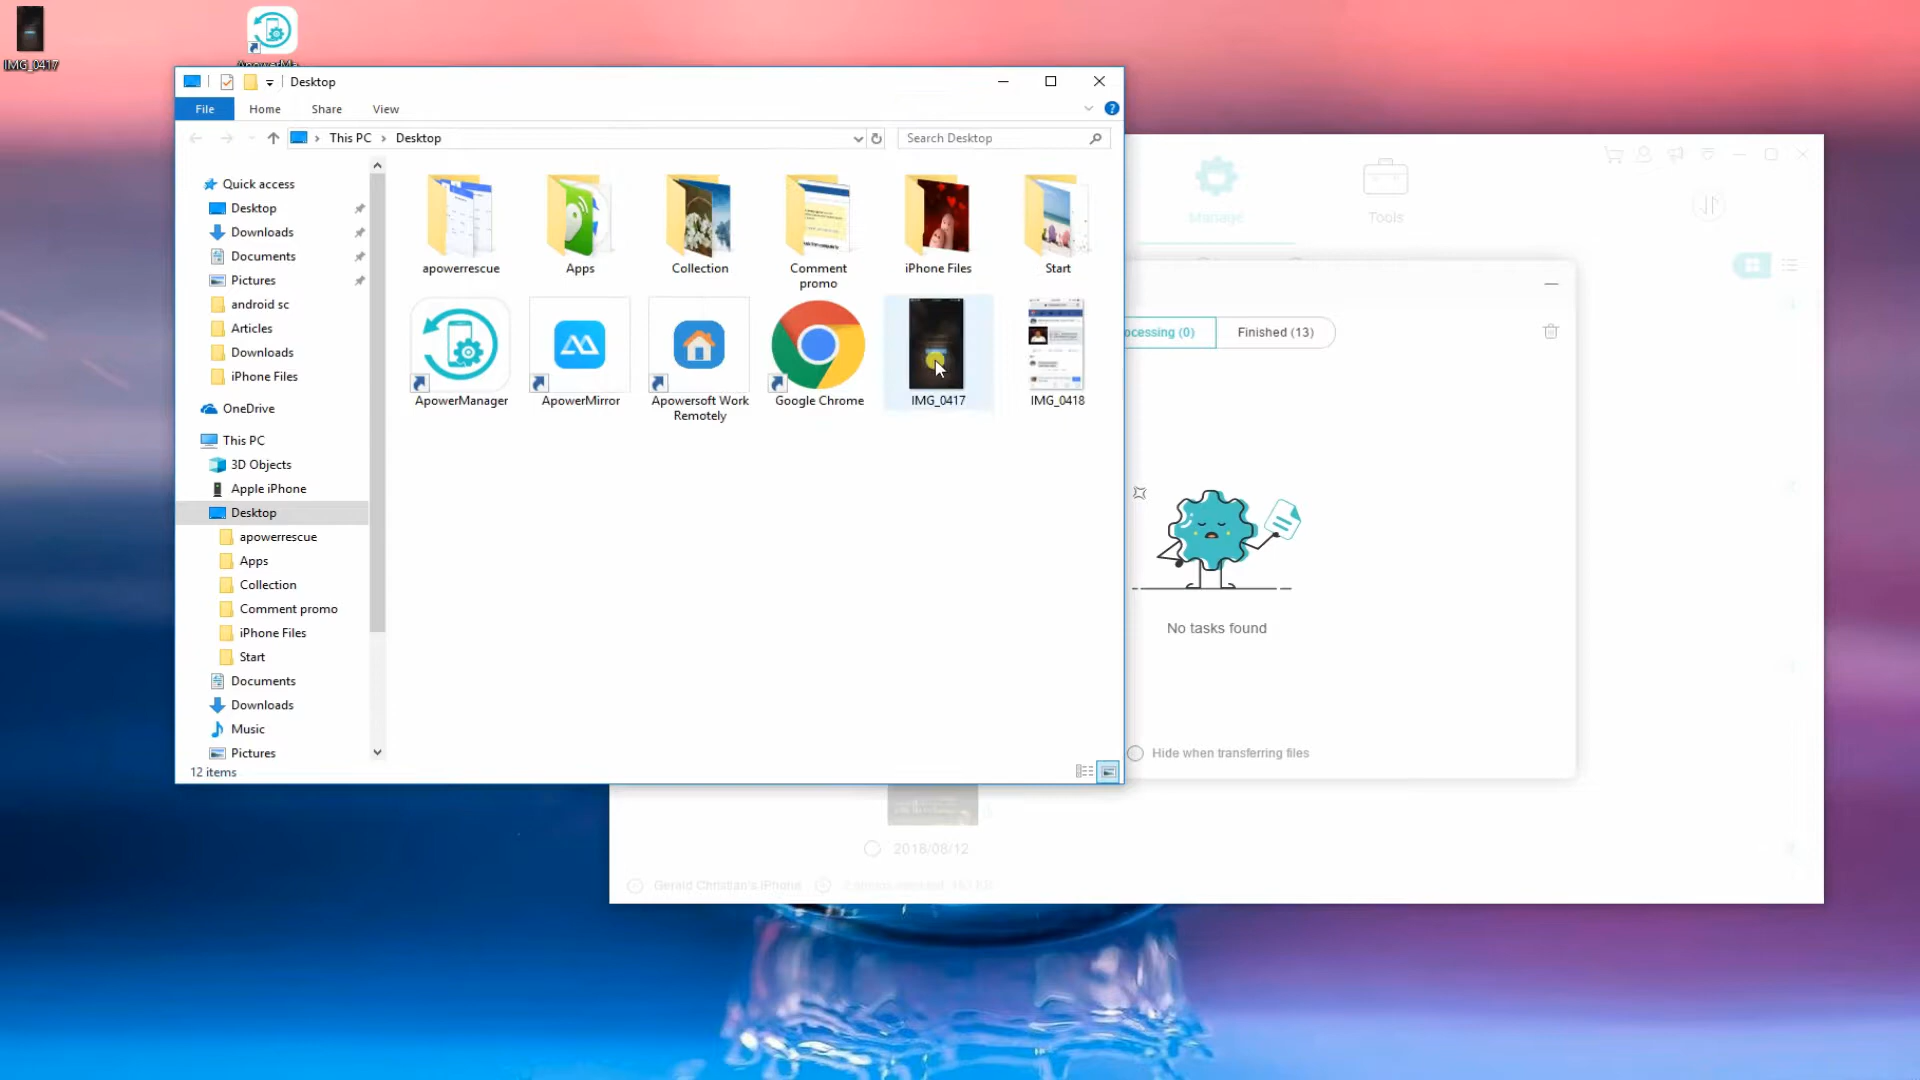 IMG_0417
Desktop
File
Home
Share
View
This PC
Desktop
Search Desktop
Quick access
Desktop
Downloads
Documents
Pictures
android sc
Articles
Downloads
iPhone Files
OneDrive
This PC
3D Objects
Apple iPhone
Desktop
apowerrescue
Apps
Collection
Comment promo
iPhone Files
Start
Documents
Downloads
Music
Pictures
12 items
apowerrescue
Apps
Collection
Comment
promo
iPhone Files
Start
ApowerManager
ApowerMirror
Apowersoft Work
Remotely
Google Chrome
IMG_0417
IMG_0418
Manage
Tools
Finished (13)
No tasks found
Hide when transferring files
2018/08/12
Gerald Christian's iPhone